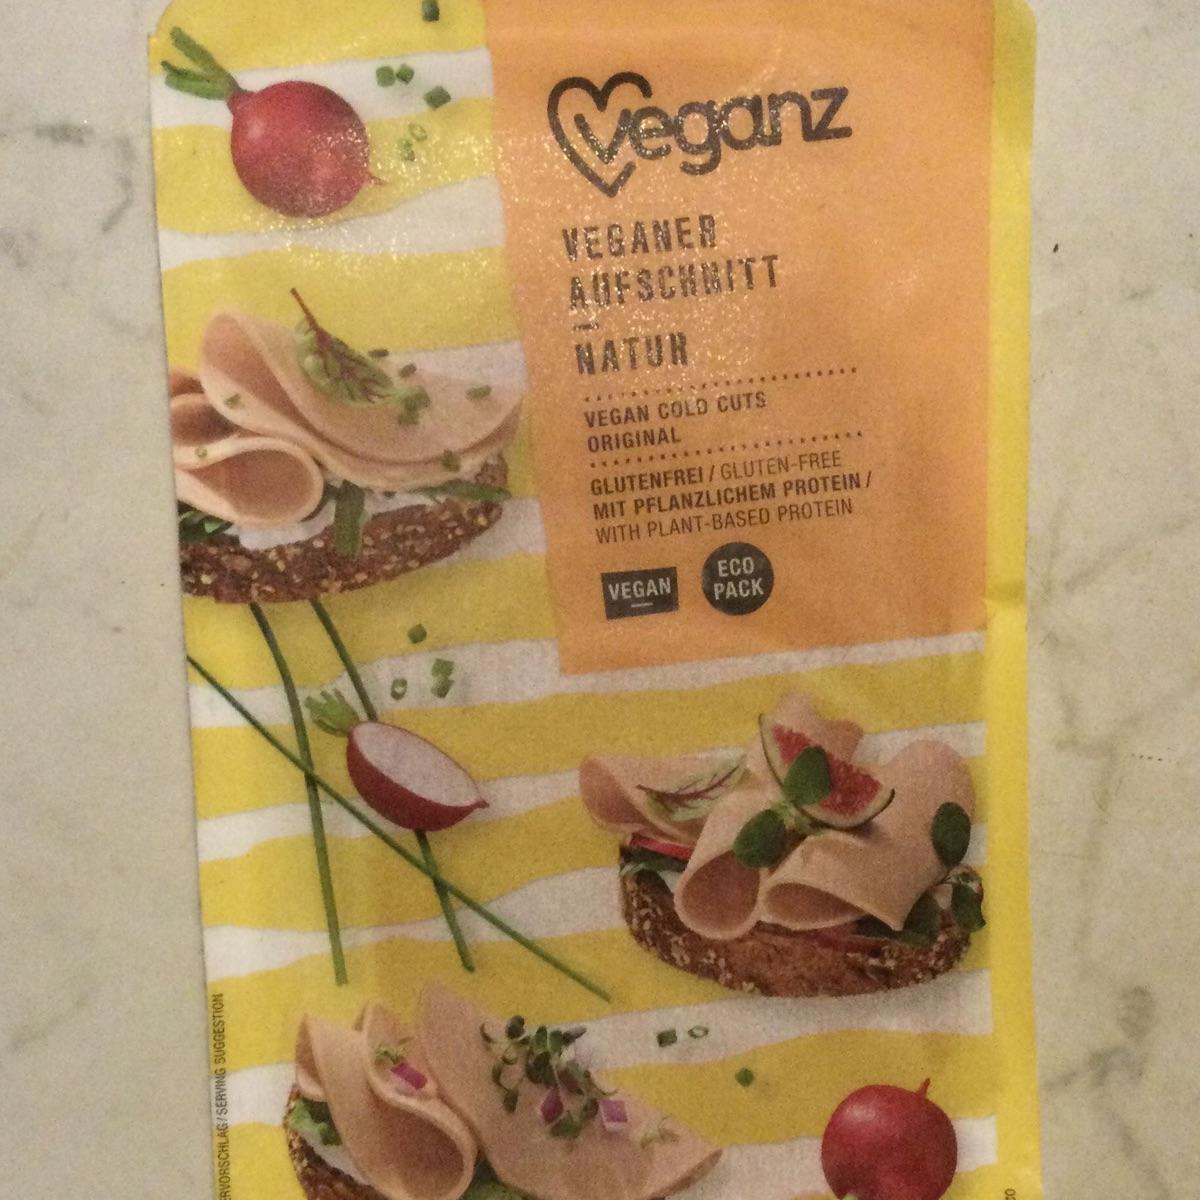 veganz
VEGANER
AUFSCHNITT
NATUR
VEGAN COLD CUTS
ORIGINAL
GLUTENFREI / GLUTEN-FREE
MIT PFLANZLICHEM PROTEIN /
WITH PLANT-BASED PROTEIN
VEGAN
ECO
PACK
RVORSCHLAG / SERVING SUGGESTION